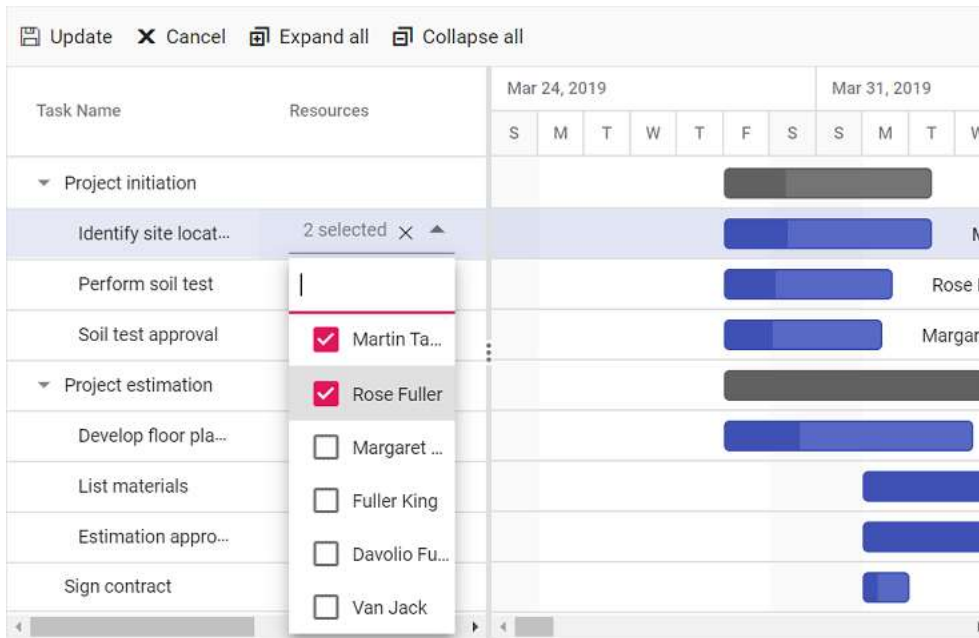 Update Cancel Expand all Collapse all
Task Name Resources Mar 24, 2019 Mar 31, 2019
S M T W T F S S M T W
Project initiation
Identify site locat... 2 selected
Perform soil test Rose
Soil test approval Martin Ta... Margar
Project estimation Rose Fuller
Develop floor pla... Margaret ...
List materials Fuller King
Estimation appro... Davolio Fu...
Sign contract Van Jack